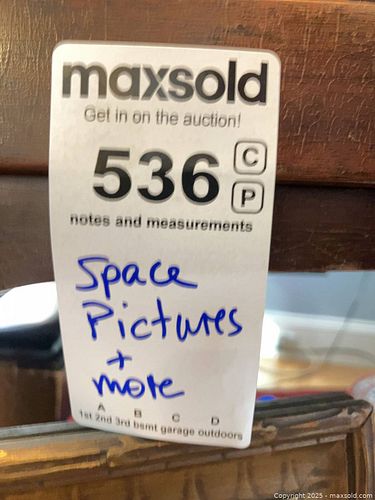 maxsold
Get in on the auction!
536
C
P
notes and measurements
Space
Pictures
+
more
A B C D
1st 2nd 3rd bsmt garage outdoors
Copyright 2025 - maxsold.com